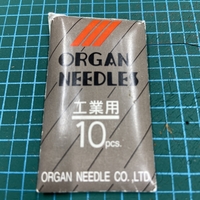 ORGAN
NEEDLES
工業用
10pcs.
ORGAN NEEDLE CO.,LTD.